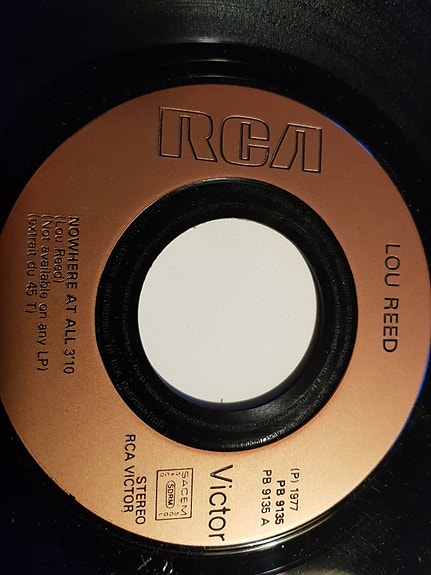 RCA
Victor
LOU REED
(P) 1977
PB 9135
PB 9135 A
SACEM
SDRM
STEREO
RCA VICTOR
NOWHERE AT ALL 3'10
(Lou Reed)
(Not available on any LP)
(extrait du 45 T)